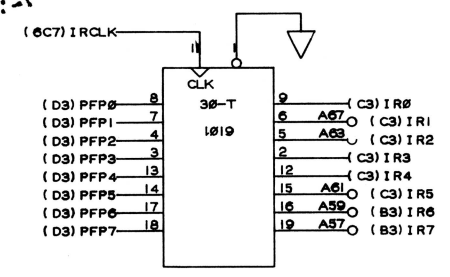 (6C7) IRCLK 11 1
CLK
(D3) PFP0 8 30-T 9 (C3) IR0
(D3) PFP1 7 6 A67 (C3) IR1
(D3) PFP2 4 1019 5 A63 (C3) IR2
(D3) PFP3 3 2 (C3) IR3
(D3) PFP4 13 12 (C3) IR4
(D3) PFP5 14 15 A61 (C3) IR5
(D3) PFP6 17 16 A59 (B3) IR6
(D3) PFP7 18 19 A57 (B3) IR7